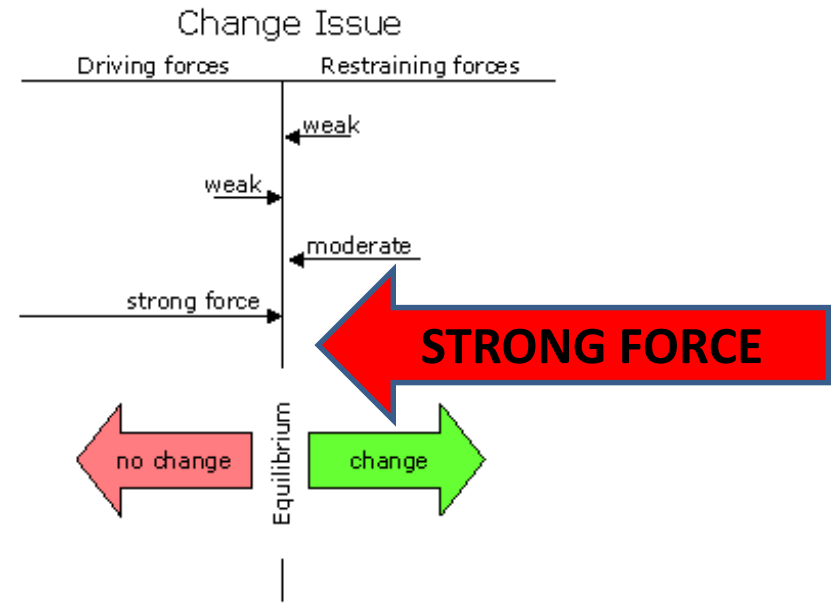 Change Issue
Driving forces
Restraining forces
weak
weak
moderate
strong force
STRONG FORCE
no change
Equilibrium
change